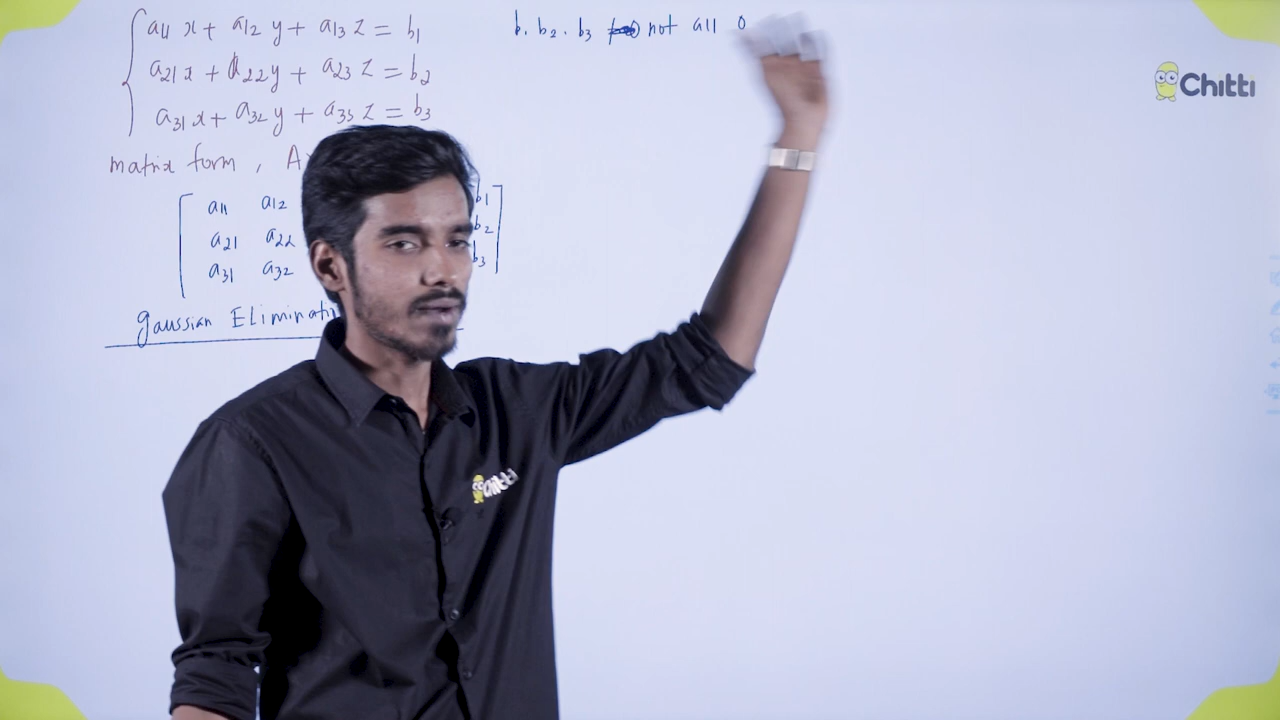 a11 x + a12 y + a13 z = b1
b1 b2 . b3 not all 0
a21 x + a22 y + a23 z = b2
Chitti
a31 x + a32 y + a33 z = b3
matrix form , A
a11 a12 b1
a21 a22 b2
a31 a32 b3
gaussian Eliminati
Chitti